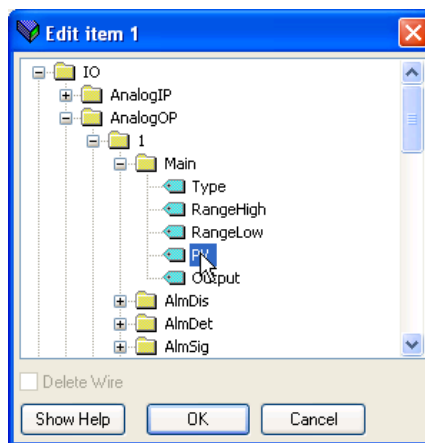 Edit item 1
IO
AnalogIP
AnalogOP
1
Main
Type
RangeHigh
RangeLow
PV
Output
AlmDis
AlmDet
AlmSig
Delete Wire
Show Help OK Cancel